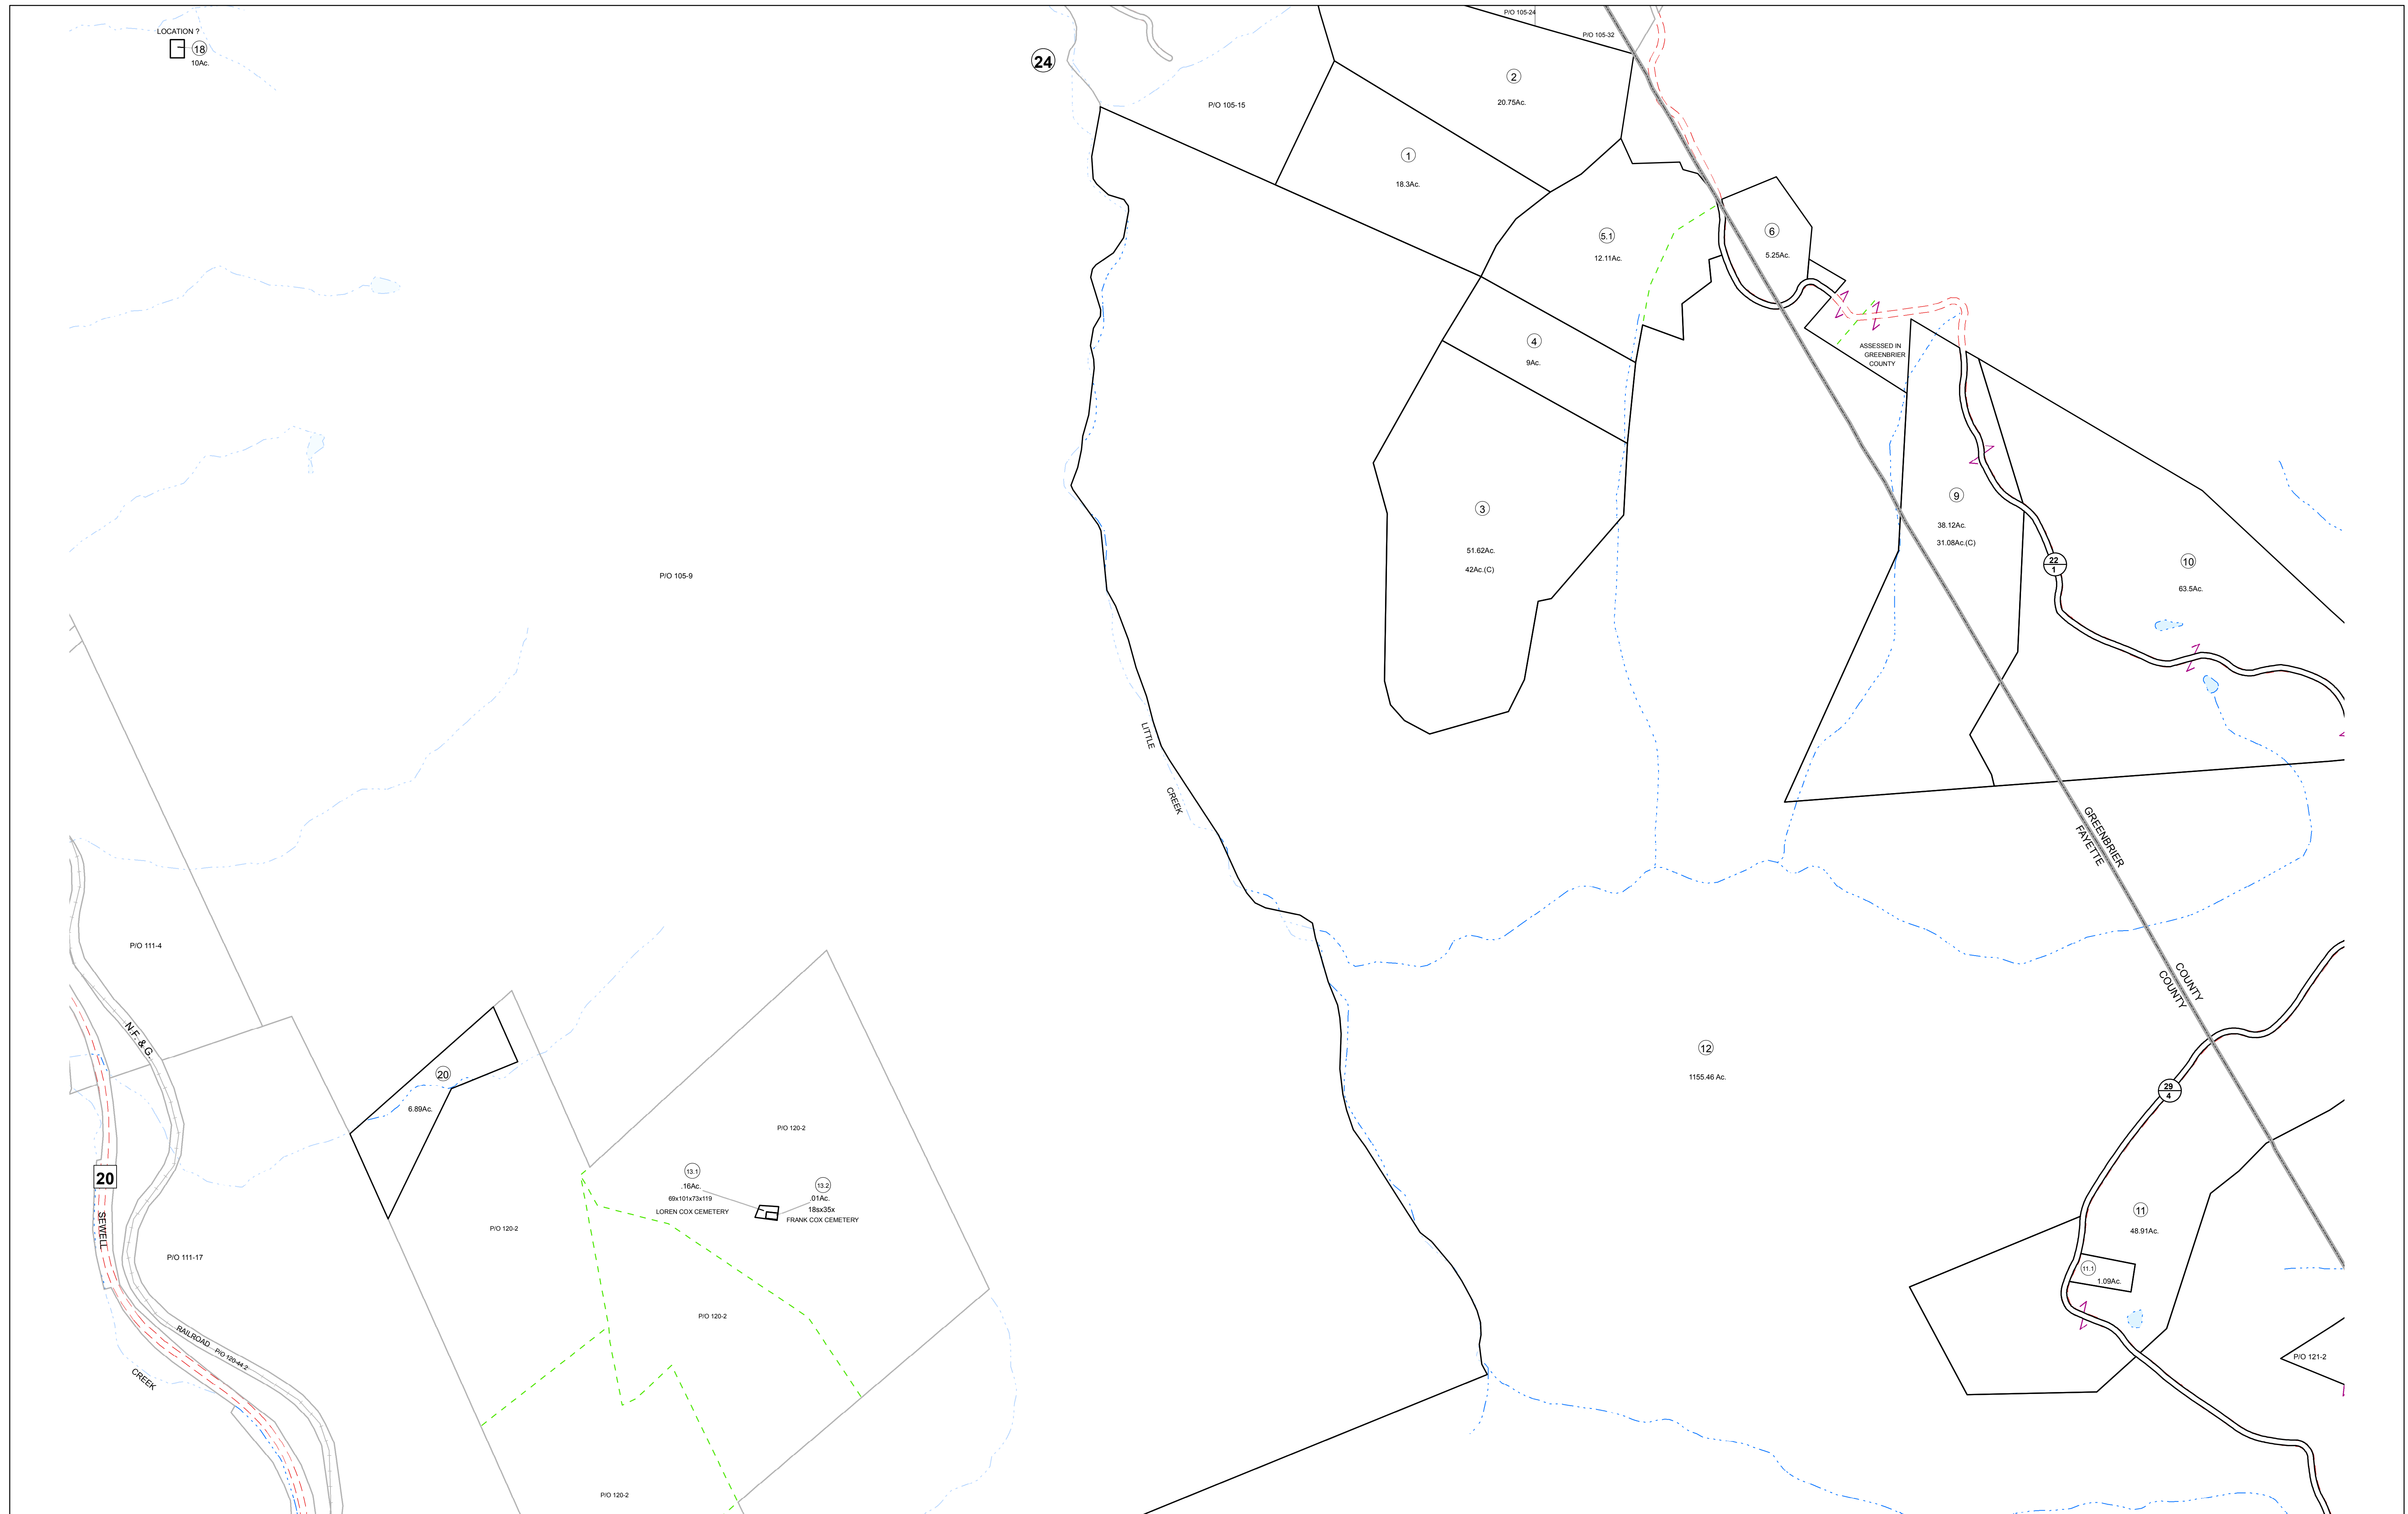 P/O 105-24
P/O 105-32
LOCATION ?
18
10Ac.
24
2
20.75Ac.
P/O 105-15
1
18.3Ac.
5.1
12.11Ac.
6
5.25Ac.
4
9Ac.
ASSESSED IN
GREENBRIER
COUNTY
3
51.62Ac.
42Ac.(C)
9
38.12Ac.
31.08Ac.(C)
22
1
10
63.5Ac.
P/O 105-9
LITTLE
CREEK
GREENBRIER
FAYETTE
COUNTY
COUNTY
P/O 111-4
N.F. & G.
20
6.89Ac.
12
1155.46 Ac.
29
4
P/O 120-2
13.1
.16Ac.
69x101x73x119
LOREN COX CEMETERY
13.2
.01Ac.
18sx35x
FRANK COX CEMETERY
20
SEWELL
P/O 120-2
11
48.91Ac.
11.1
1.09Ac.
P/O 111-17
P/O 120-2
RAILROAD
P/O 120-44.2
CREEK
P/O 121-2
P/O 120-2